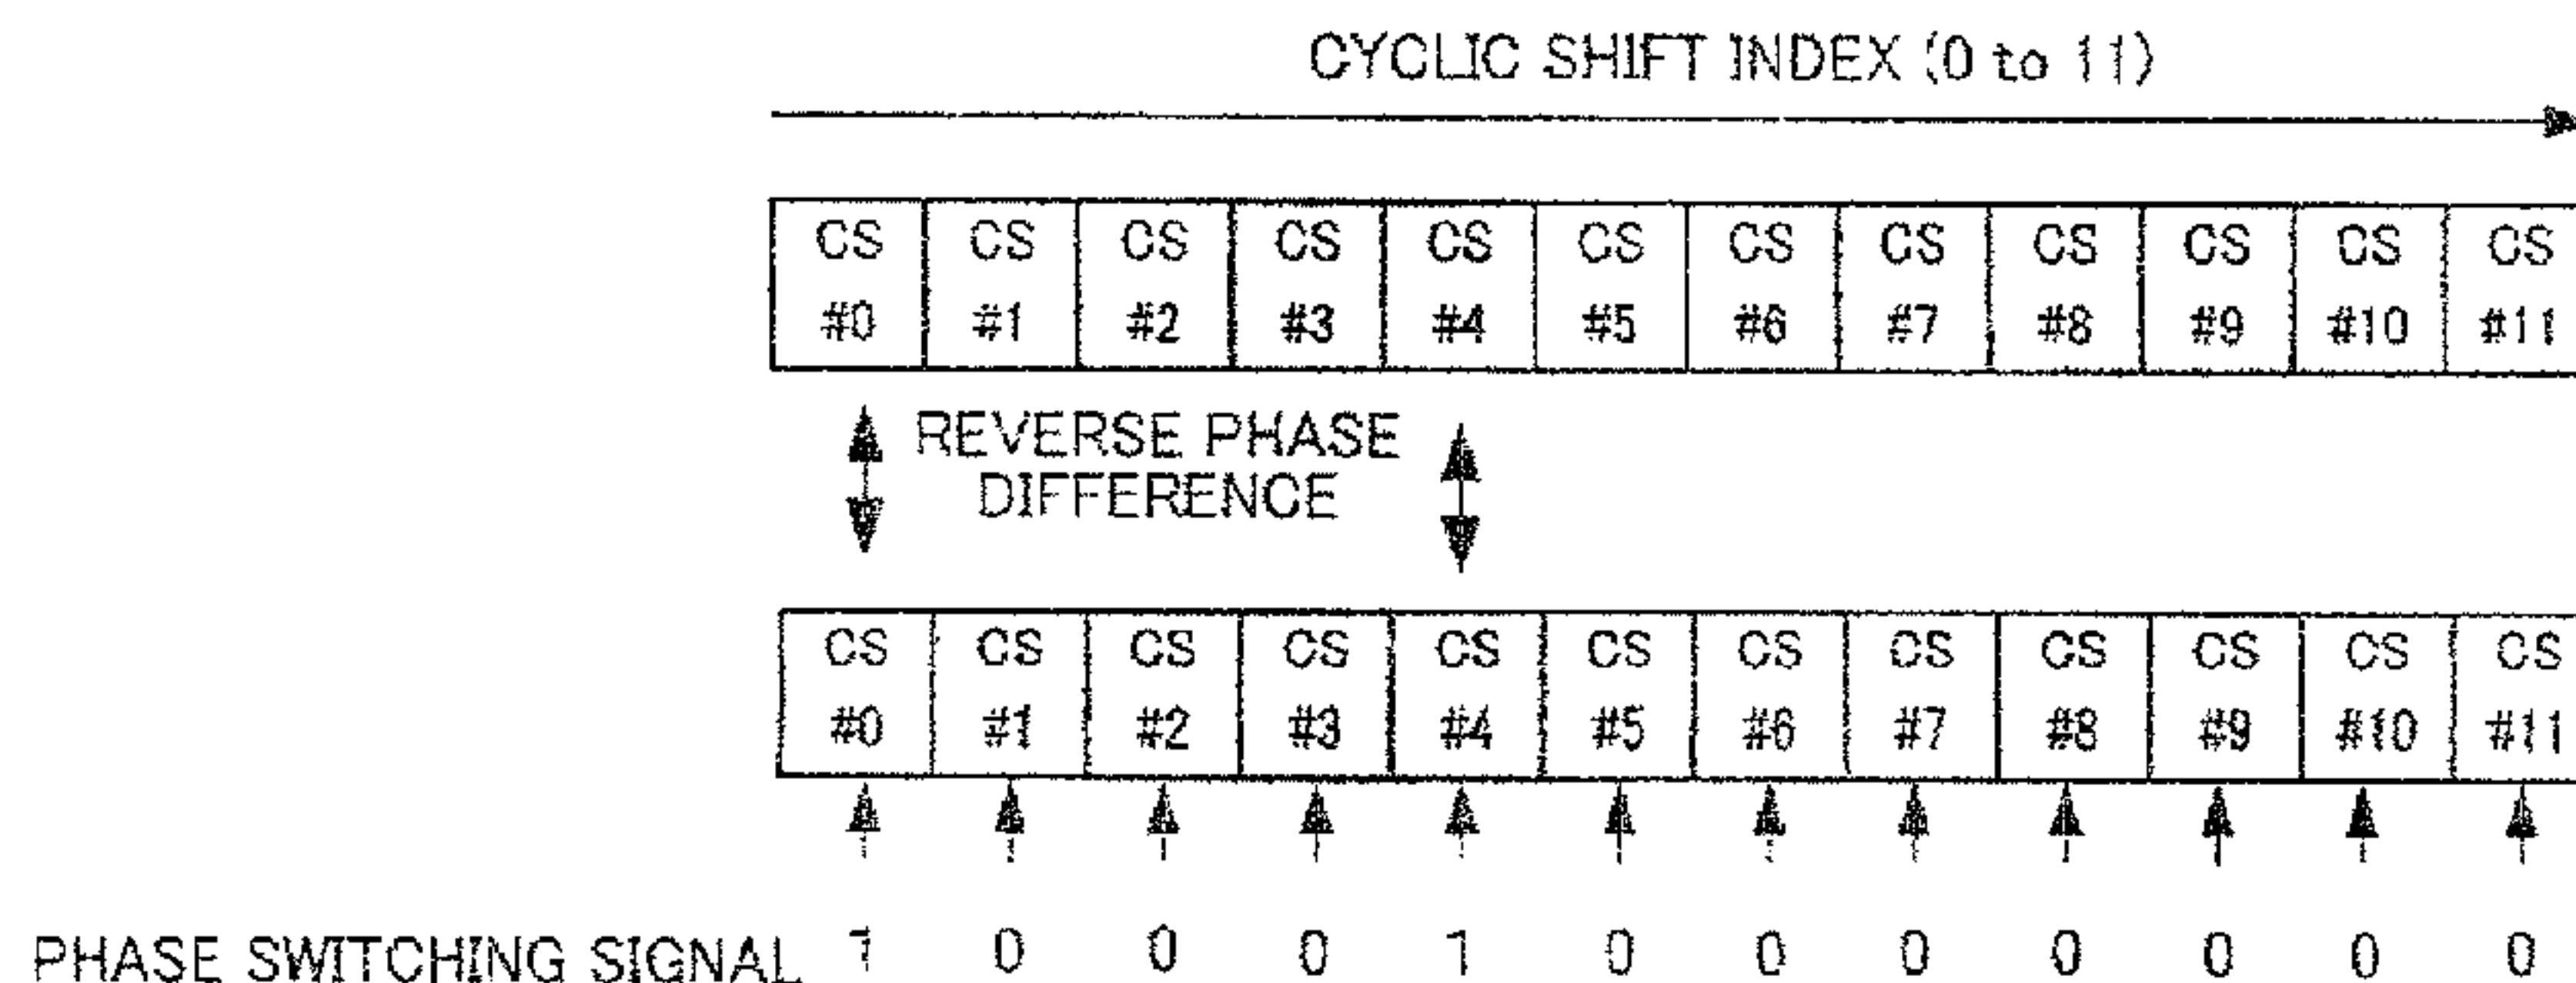 CYCLIC SHIFT INDEX (0 to 11)
CS CS CS CS CS CS CS CS CS CS CS CS
#0 #1 #2 #3 #4 #5 #6 #7 #8 #9 #10 #11
REVERSE PHASE
DIFFERENCE
CS CS CS CS CS CS CS CS CS CS CS CS
#0 #1 #2 #3 #4 #5 #6 #7 #8 #9 #10 #11
PHASE SWITCHING SIGNAL 1 0 0 0 1 0 0 0 0 0 0 0